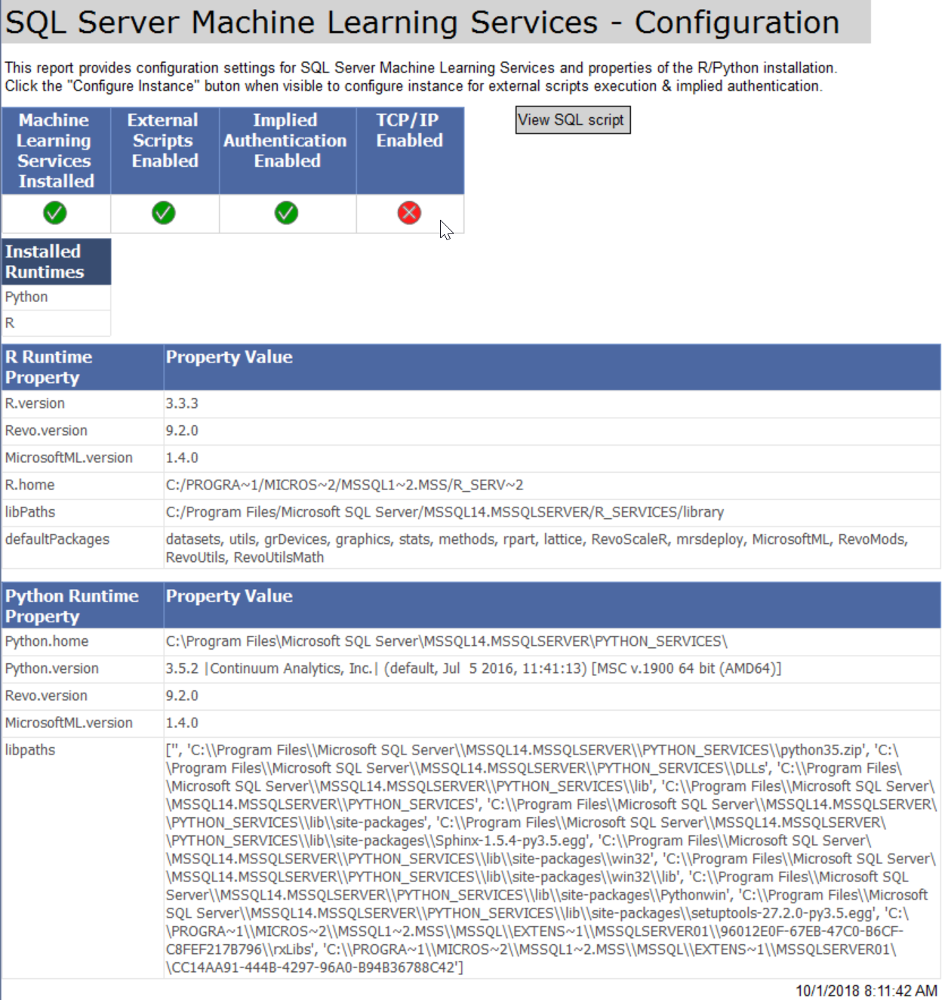 SQL Server Machine Learning Services - Configuration
This report provides configuration settings for SQL Server Machine Learning Services and properties of the R/Python installation.
Click the "Configure Instance" buton when visible to configure instance for external scripts execution & implied authentication.
Machine Learning Services Installed
External Scripts Enabled
Implied Authentication Enabled
TCP/IP Enabled
View SQL script
Installed
Runtimes
Python
R
R Runtime Property
Property Value
R.version 3.3.3
Revo.version 9.2.0
MicrosoftML.version 1.4.0
R.home C:/PROGRA~1/MICROS~2/MSSQL1~2.MSS/R_SERV~2
libPaths C:/Program Files/Microsoft SQL Server/MSSQL14.MSSQLSERVER/R_SERVICES/library
defaultPackages datasets, utils, grDevices, graphics, stats, methods, rpart, lattice, RevoScaleR, mrsdeploy, MicrosoftML, RevoMods,
RevoUtils, RevoUtilsMath
Python Runtime Property
Property Value
Python.home C:\Program Files\Microsoft SQL Server\MSSQL14.MSSQLSERVER\PYTHON_SERVICES\
Python.version 3.5.2 |Continuum Analytics, Inc.| (default, Jul  5 2016, 11:41:13) [MSC v.1900 64 bit (AMD64)]
Revo.version 9.2.0
MicrosoftML.version 1.4.0
libpaths ['', 'C:\\Program Files\\Microsoft SQL Server\\MSSQL14.MSSQLSERVER\\PYTHON_SERVICES\\python35.zip', 'C:\
\Program Files\\Microsoft SQL Server\\MSSQL14.MSSQLSERVER\\PYTHON_SERVICES\\DLLs', 'C:\\Program Files\
\Microsoft SQL Server\\MSSQL14.MSSQLSERVER\\PYTHON_SERVICES\\lib', 'C:\\Program Files\\Microsoft SQL Server\
\MSSQL14.MSSQLSERVER\\PYTHON_SERVICES', 'C:\\Program Files\\Microsoft SQL Server\\MSSQL14.MSSQLSERVER\
\PYTHON_SERVICES\\lib\\site-packages', 'C:\\Program Files\\Microsoft SQL Server\\MSSQL14.MSSQLSERVER\
\PYTHON_SERVICES\\lib\\site-packages\\Sphinx-1.5.4-py3.5.egg', 'C:\\Program Files\\Microsoft SQL Server\
\MSSQL14.MSSQLSERVER\\PYTHON_SERVICES\\lib\\site-packages\\win32', 'C:\\Program Files\\Microsoft SQL Server\
\MSSQL14.MSSQLSERVER\\PYTHON_SERVICES\\lib\\site-packages\\win32\\lib', 'C:\\Program Files\\Microsoft SQL
Server\\MSSQL14.MSSQLSERVER\\PYTHON_SERVICES\\lib\\site-packages\\Pythonwin', 'C:\\Program Files\\Microsoft
SQL Server\\MSSQL14.MSSQLSERVER\\PYTHON_SERVICES\\lib\\site-packages\\setuptools-27.2.0-py3.5.egg', 'C:\
\PROGRA~1\\MICROS~2\\MSSQL1~2.MSS\\MSSQL\\EXTENS~1\\MSSQLSERVER01\\96012E0F-67EB-47C0-B6CF-
C8FEF217B796\\rxLibs', 'C:\\PROGRA~1\\MICROS~2\\MSSQL1~2.MSS\\MSSQL\\EXTENS~1\\MSSQLSERVER01\
\CC14AA91-444B-4297-96A0-B94B36788C42']
10/1/2018 8:11:42 AM